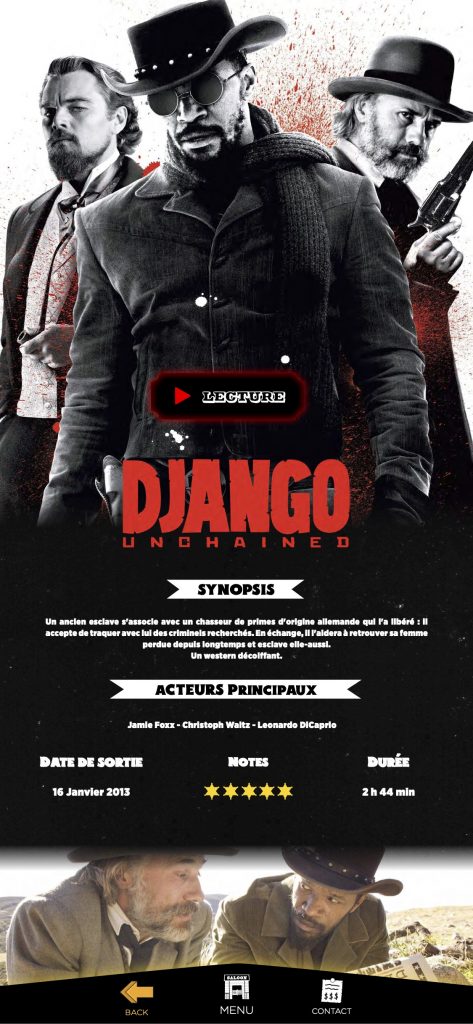 LECTURE
DJANGO
UNCHAINED
SYNOPSIS
Un ancien esclave s'associe avec un chasseur de primes d'origine allemande qui l'a libéré : il
accepte de traquer avec lui des criminels recherchés. En échange, il l'aidera à retrouver sa femme
perdue depuis longtemps et esclave elle-aussi.
Un western décoiffant.
ACTEURS PRINCIPAUX
Jamie Foxx - Christoph Waltz - Leonardo DiCaprio
DATE DE SORTIE NOTES DURÉE
16 Janvier 2013 2 h 44 min
SALOON
$$$
BACK MENU CONTACT